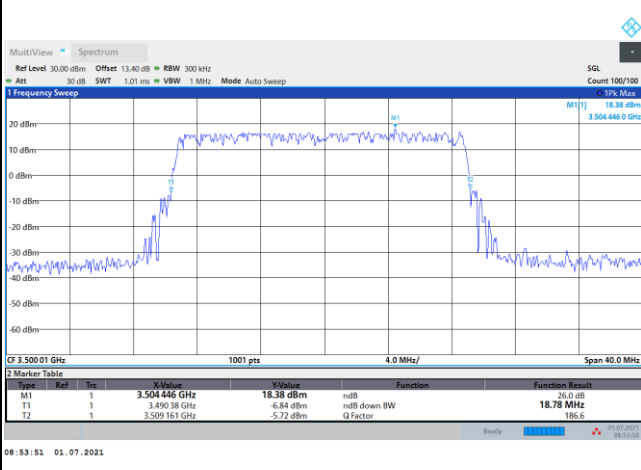 MultiView Spectrum
Ref Level 30.00 dBm Offset 13.40 dB RBW 300 kHz SGL
Att 30 dB SWT 1.01 ms VBW 1 MHz Mode Auto Sweep Count 100/100
1 Frequency Sweep 1Pk Max
M1[1] 18.38 dBm
3.504 446 0 GHz
M1
20 dBm
10 dBm
0 dBm
T1 T2
-10 dBm
-20 dBm
-30 dBm
-40 dBm
-50 dBm
-60 dBm
CF 3.500 01 GHz 1001 pts 4.0 MHz/ Span 40.0 MHz
2 Marker Table
Type Ref Trc X-Value Y-Value Function Function Result
M1 1 3.504 446 GHz 18.38 dBm ndB 26.0 dB
T1 1 3.490 38 GHz -6.84 dBm ndB down BW 18.78 MHz
T2 1 3.509 161 GHz -5.72 dBm Q Factor 186.6
Ready 01.07.2021
08:53:50
08:53:51 01.07.2021